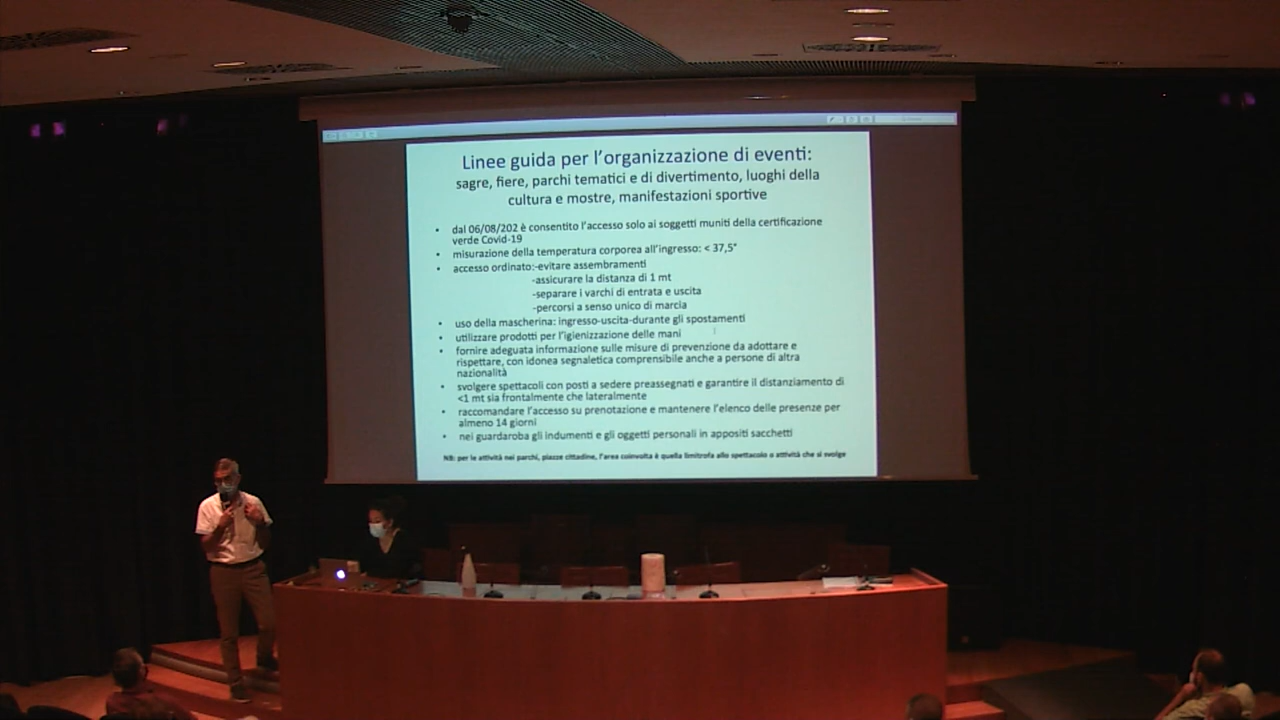 Linee guida per l'organizzazione di eventi:
sagre, fiere, parchi tematici e di divertimento, luoghi della
cultura e mostre, manifestazioni sportive
• dal 06/08/202 è consentito l'accesso solo ai soggetti muniti della certificazione
verde Covid-19
• misurazione della temperatura corporea all'ingresso: < 37,5°
• accesso ordinato:-evitare assembramenti
-assicurare la distanza di 1 mt
-separare i varchi di entrata e uscita
-percorsi a senso unico di marcia
• uso della mascherina: ingresso-uscita-durante gli spostamenti
• utilizzare prodotti per l'igienizzazione delle mani
• fornire adeguata informazione sulle misure di prevenzione da adottare e
rispettare, con idonea segnaletica comprensibile anche a persone di altra
nazionalità
• svolgere spettacoli con posti a sedere preassegnati e garantire il distanziamento di
<1 mt sia frontalmente che lateralmente
• raccomandare l'accesso su prenotazione e mantenere l'elenco delle presenze per
almeno 14 giorni
• nei guardaroba gli indumenti e gli oggetti personali in appositi sacchetti
NB: per le attività nei parchi, piazze cittadine, l'area coinvolta è quella limitrofa allo spettacolo o attività che si svolge